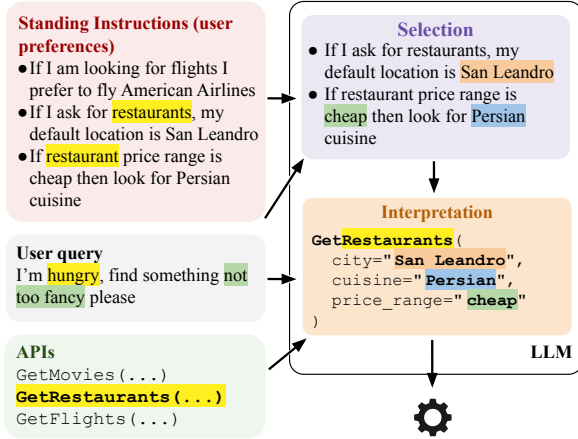 Standing Instructions (user
preferences)
●If I am looking for flights I
prefer to fly American Airlines
●If I ask for restaurants, my
default location is San Leandro
●If restaurant price range is
cheap then look for Persian
cuisine
User query
I'm hungry, find something not
too fancy please
APIs
GetMovies(...)
GetRestaurants(...)
GetFlights(...)
Selection
● If I ask for restaurants, my
default location is San Leandro
● If restaurant price range is
cheap then look for Persian
cuisine
Interpretation
GetRestaurants(
city="San Leandro",
cuisine="Persian",
price_range="cheap"
)
LLM